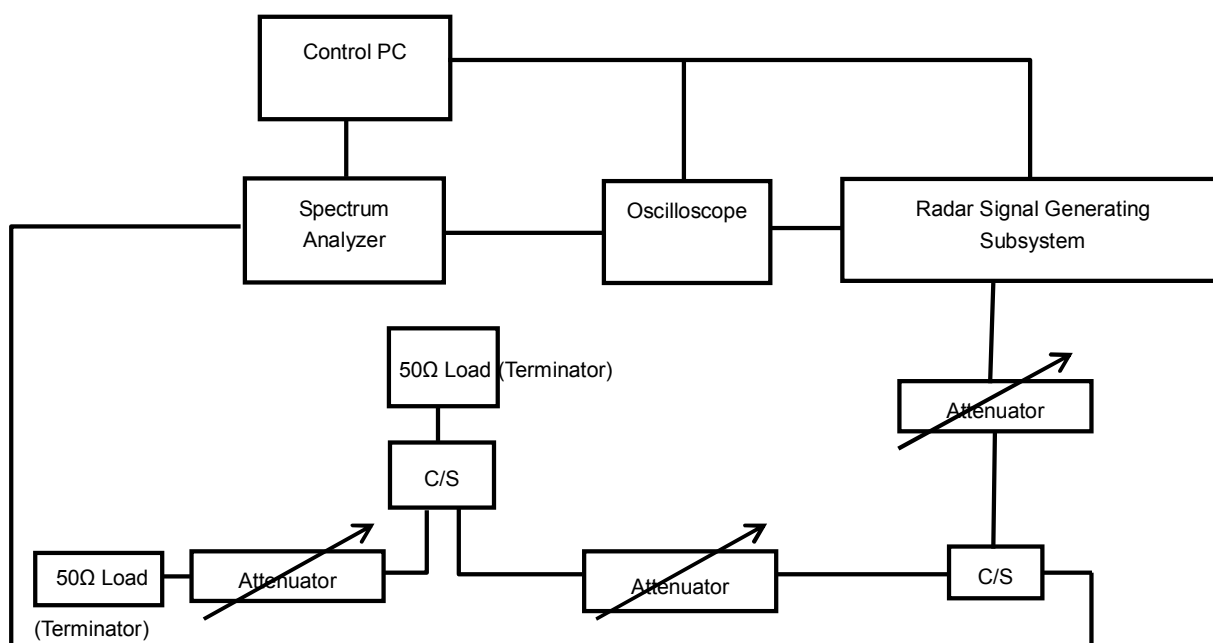 Control PC
Spectrum
Analyzer
Oscilloscope
Radar Signal Generating
Subsystem
50Ω Load (Terminator)
Attenuator
C/S
50Ω Load
(Terminator)
Attenuator
Attenuator
C/S